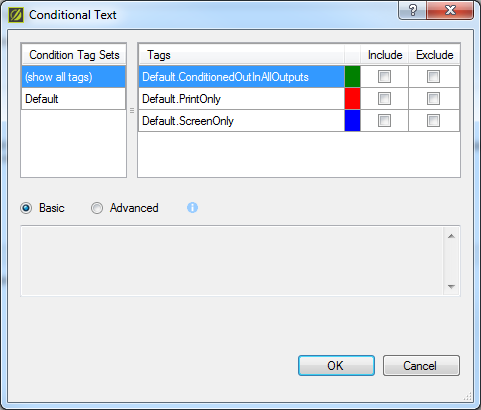 Conditional Text
Condition Tag Sets
(show all tags)
Default
Tags Include Exclude
Default.ConditionedOutInAllOutputs
Default.PrintOnly
Default.ScreenOnly
Basic Advanced
OK Cancel